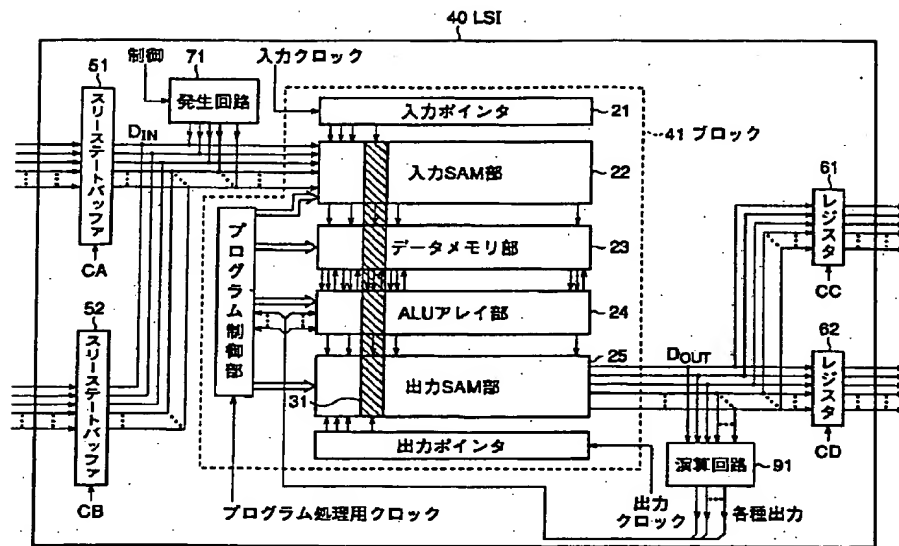 40 LSI
制御
71
入力クロック
51
発生回路
入力ポインタ
21
41 ブロック
スリーステートバッファ
DIN
入力SAM部
22
61
レジスタ
プログラム制御部
データメモリ部
23
CA
CC
52
ALUアレイ部
24
62
スリーステートバッファ
25
DOUT
レジスタ
出力SAM部
31
出力ポインタ
演算回路
91
CD
CB
プログラム処理用クロック
出力
クロック
各種出力